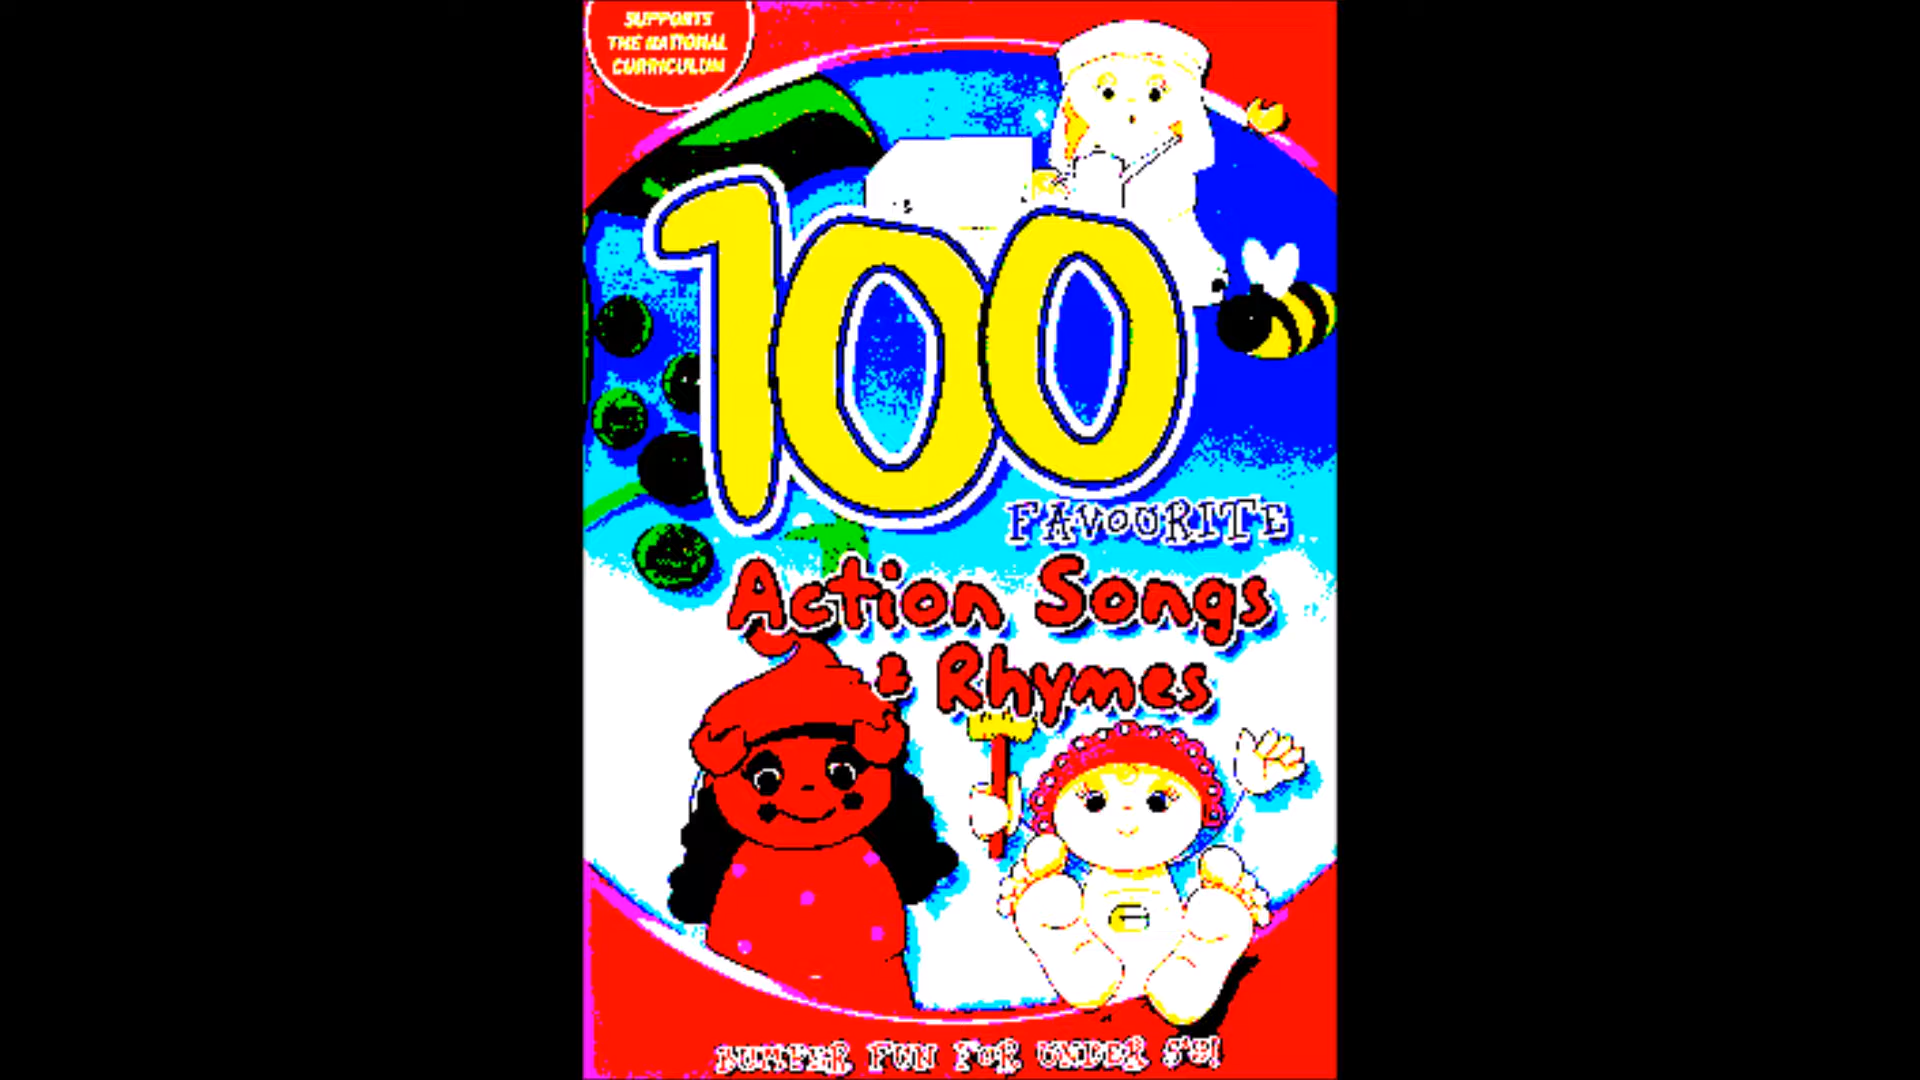 SUPPORTS
THE NATIONAL
CURRICULUM
100
FAVOURITE
Action Songs
& Rhymes
BUMPER FUN FOR UNDER 5'S!